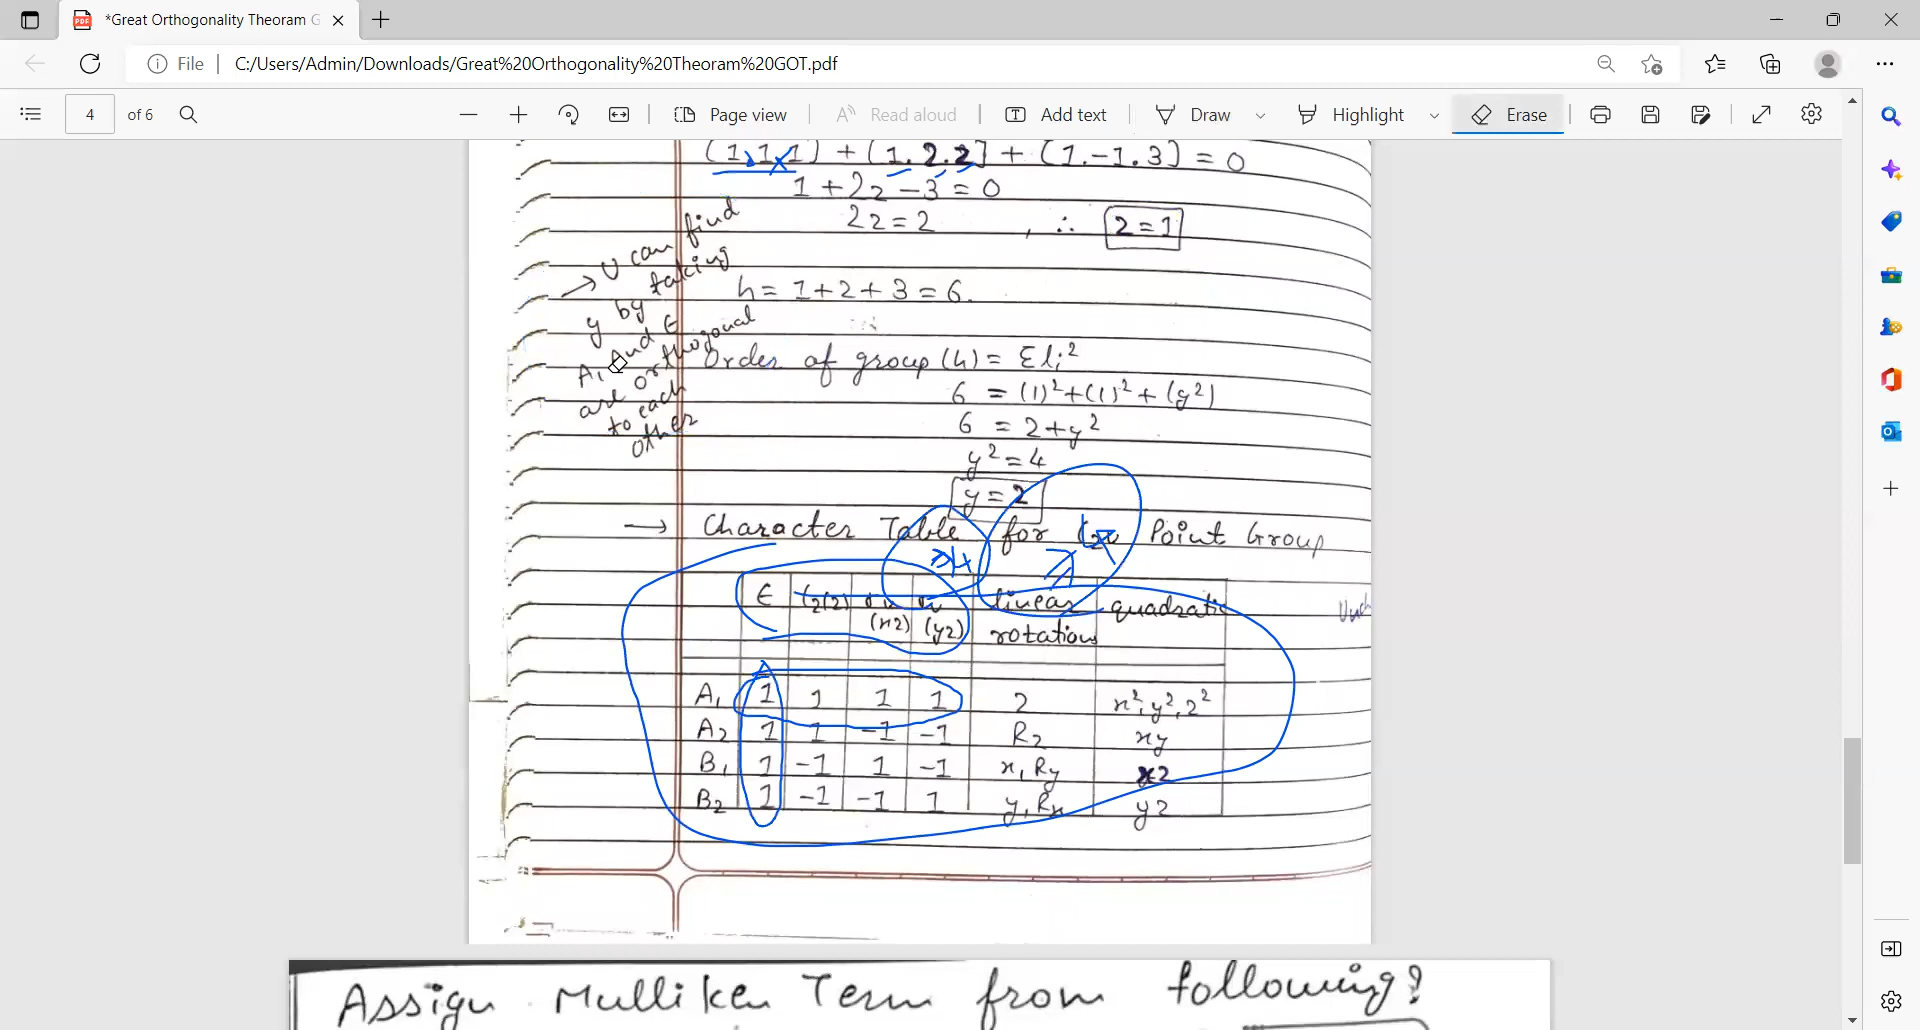 *Great Orthogonality Theoram G
File
C:/Users/Admin/Downloads/Great%20Orthogonality%20Theoram%20GOT.pdf
4 of 6
Page view
Read aloud
Add text
Draw
Highlight
Erase
(1.1.1] + (1.2.z] + (1.-1.3] = 0
1 + 2z - 3 = 0
2z = 2 , ∴ z = 1
→ U can find
y by taking
A1 And E
are orthogonal
to each
other
h = 1+2+3 = 6.
Order of group (h) = Σli²
6 = (1)²+(1)² + (y²)
6 = 2+y²
y² = 4
y = 2
→ Character Table for C2v Point Group
E C2(z) σv (xz) σv (yz) linear rotations quadratic
A1 1 1 1 1 z x², y², z²
A2 1 1 -1 -1 Rz xy
B1 1 -1 1 -1 x, Ry xz
B2 1 -1 -1 1 y, Rx yz
Assign Mulliken Term from following?